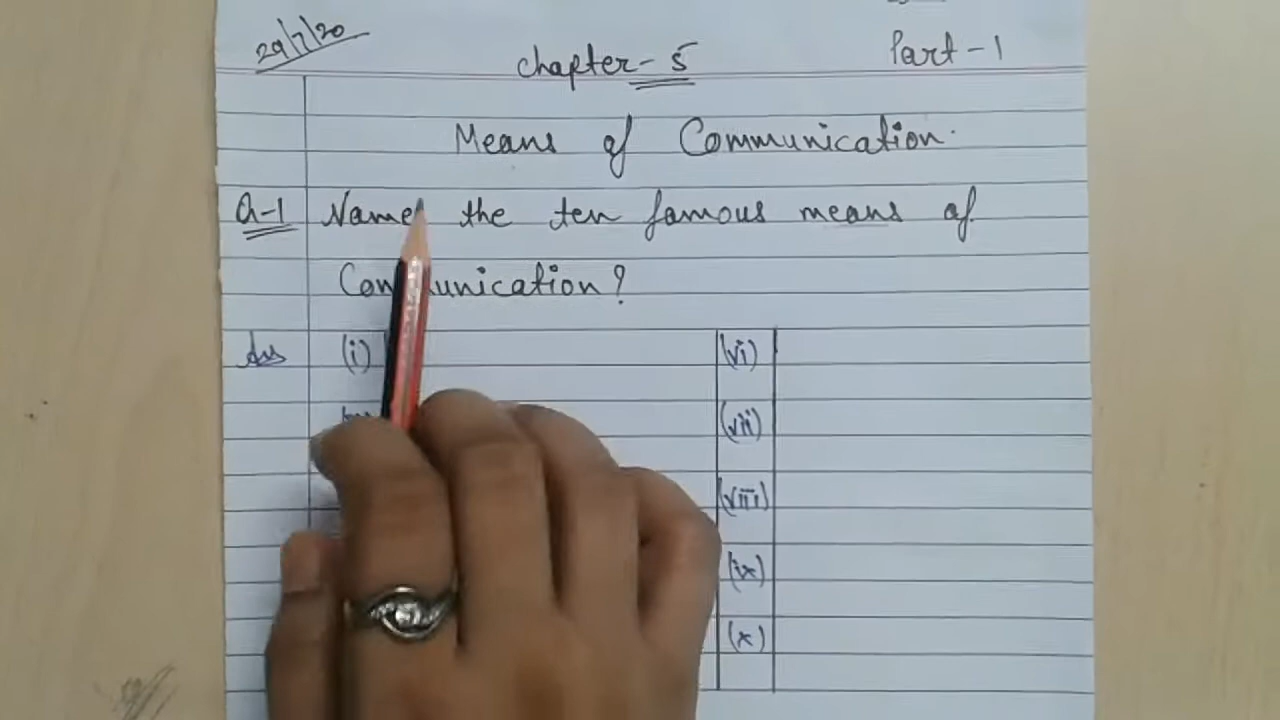 29/7/20
Chapter-5
Part-1
Means of Communication.
Q-1 Name the ten famous means of
Communication?
Ans (i) (vi)
(vii)
(viii)
(ix)
(x)